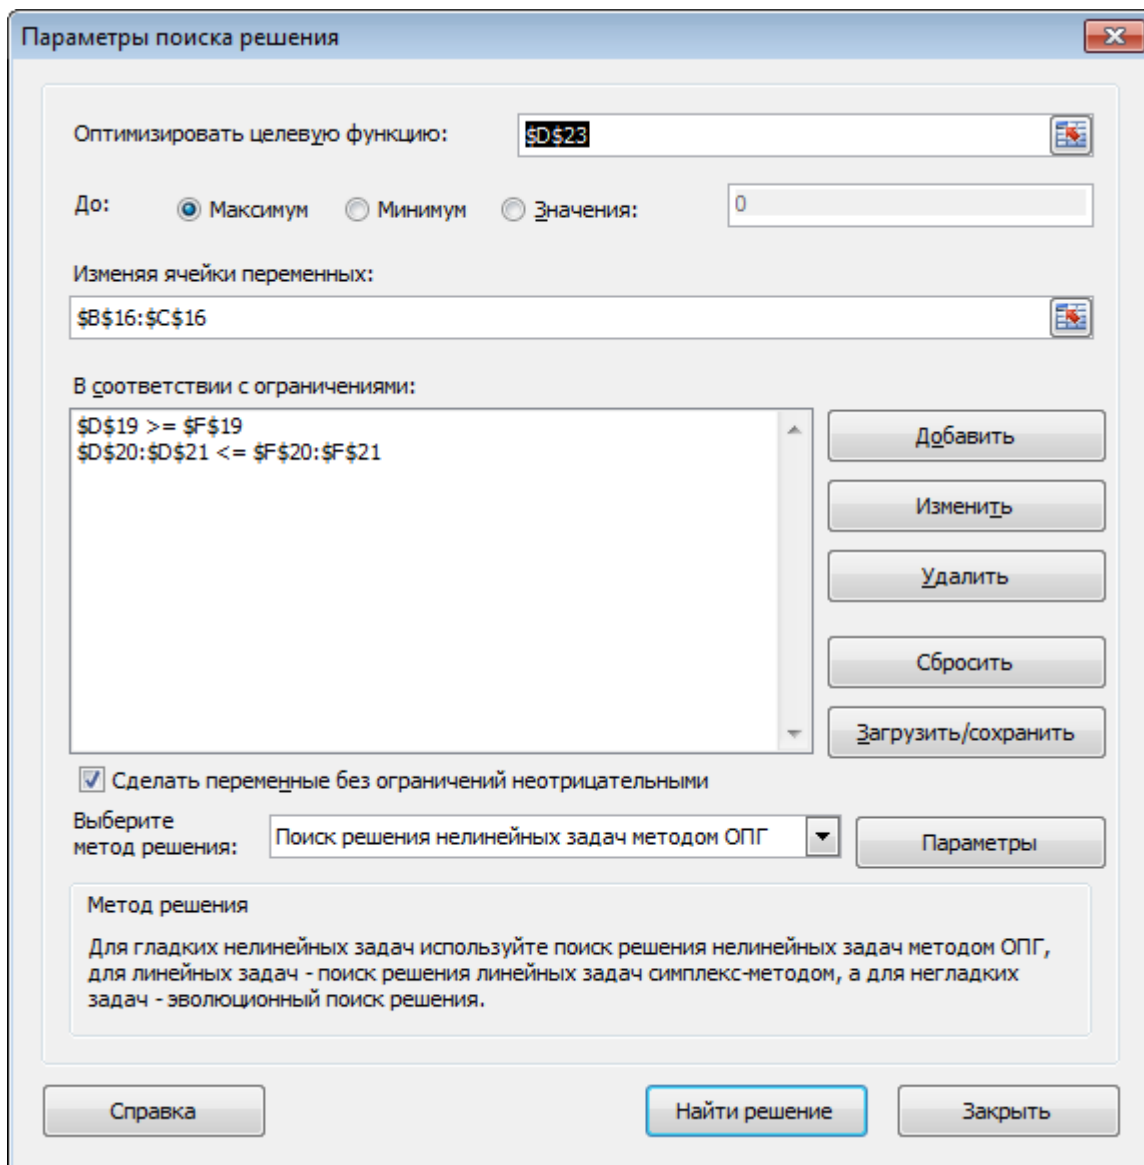 Параметры поиска решения
Оптимизировать целевую функцию: $D$23
До: Максимум Минимум Значения: 0
Изменяя ячейки переменных:
$B$16:$C$16
В соответствии с ограничениями:
$D$19 >= $F$19
$D$20:$D$21 <= $F$20:$F$21
Добавить
Изменить
Удалить
Сбросить
Загрузить/сохранить
Сделать переменные без ограничений неотрицательными
Выберите
метод решения:
Поиск решения нелинейных задач методом ОПГ
Параметры
Метод решения
Для гладких нелинейных задач используйте поиск решения нелинейных задач методом ОПГ,
для линейных задач - поиск решения линейных задач симплекс-методом, а для негладких
задач - эволюционный поиск решения.
Справка
Найти решение
Закрыть